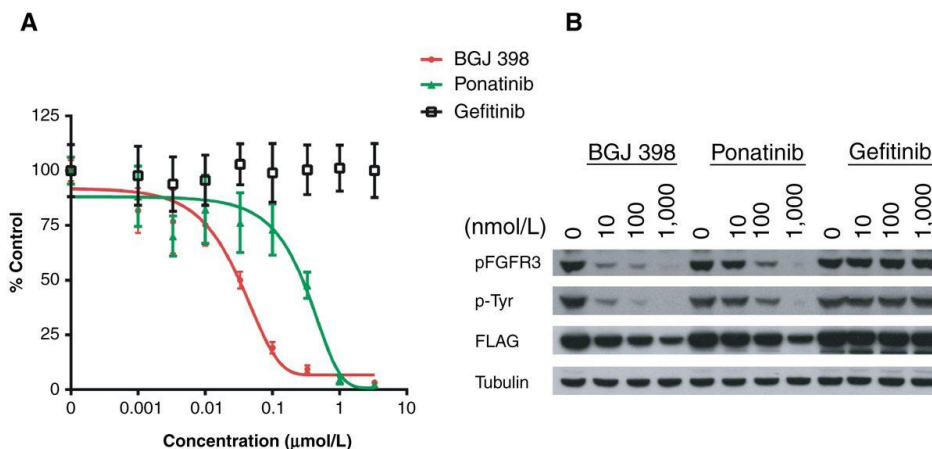 A
BGJ 398
Ponatinib
Gefitinib
% Control
125
100
75
50
25
0
0
0.001
0.01
0.1
1
10
Concentration (μmol/L)
B
BGJ 398 Ponatinib Gefitinib
(nmol/L) 0 10 100 1,000 0 10 100 1,000 0 10 100 1,000
pFGFR3
p-Tyr
FLAG
Tubulin